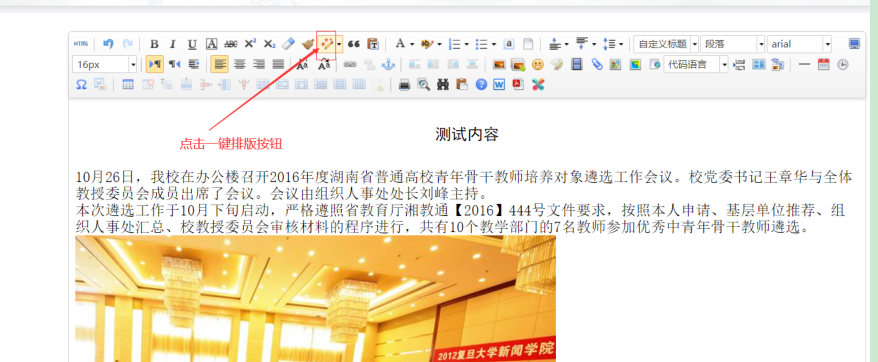 HTML B I U A ABC X² X₂ A a 自定义标题 段落 arial
16px 代码语言
Ω
点击一键排版按钮
测试内容
10月26日，我校在办公楼召开2016年度湖南省普通高校青年骨干教师培养对象遴选工作会议。校党委书记王章华与全体
教授委员会成员出席了会议。会议由组织人事处处长刘峰主持。
本次遴选工作于10月下旬启动，严格遵照省教育厅湘教通【2016】444号文件要求，按照本人申请、基层单位推荐、组
织人事处汇总、校教授委员会审核材料的程序进行，共有10个教学部门的7名教师参加优秀中青年骨干教师遴选。
2012复旦大学新闻学院